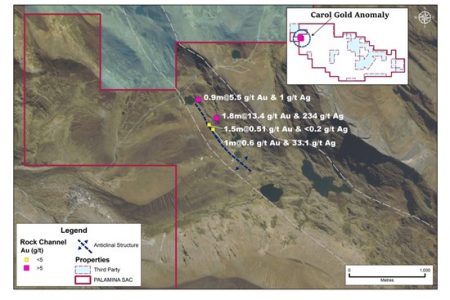 Carol Gold Anomaly
0.9m@5.5 g/t Au & 1 g/t Ag
1.8m@13.4 g/t Au & 234 g/t Ag
1.5m@0.51 g/t Au & <0.2 g/t Ag
1m@0.6 g/t Au & 33.1 g/t Ag
Legend
Rock Channel
Au (g/t)
<5
>5
Anticlinal Structure
Properties
Third Party
PALAMINA SAC
0
1,000
Metres